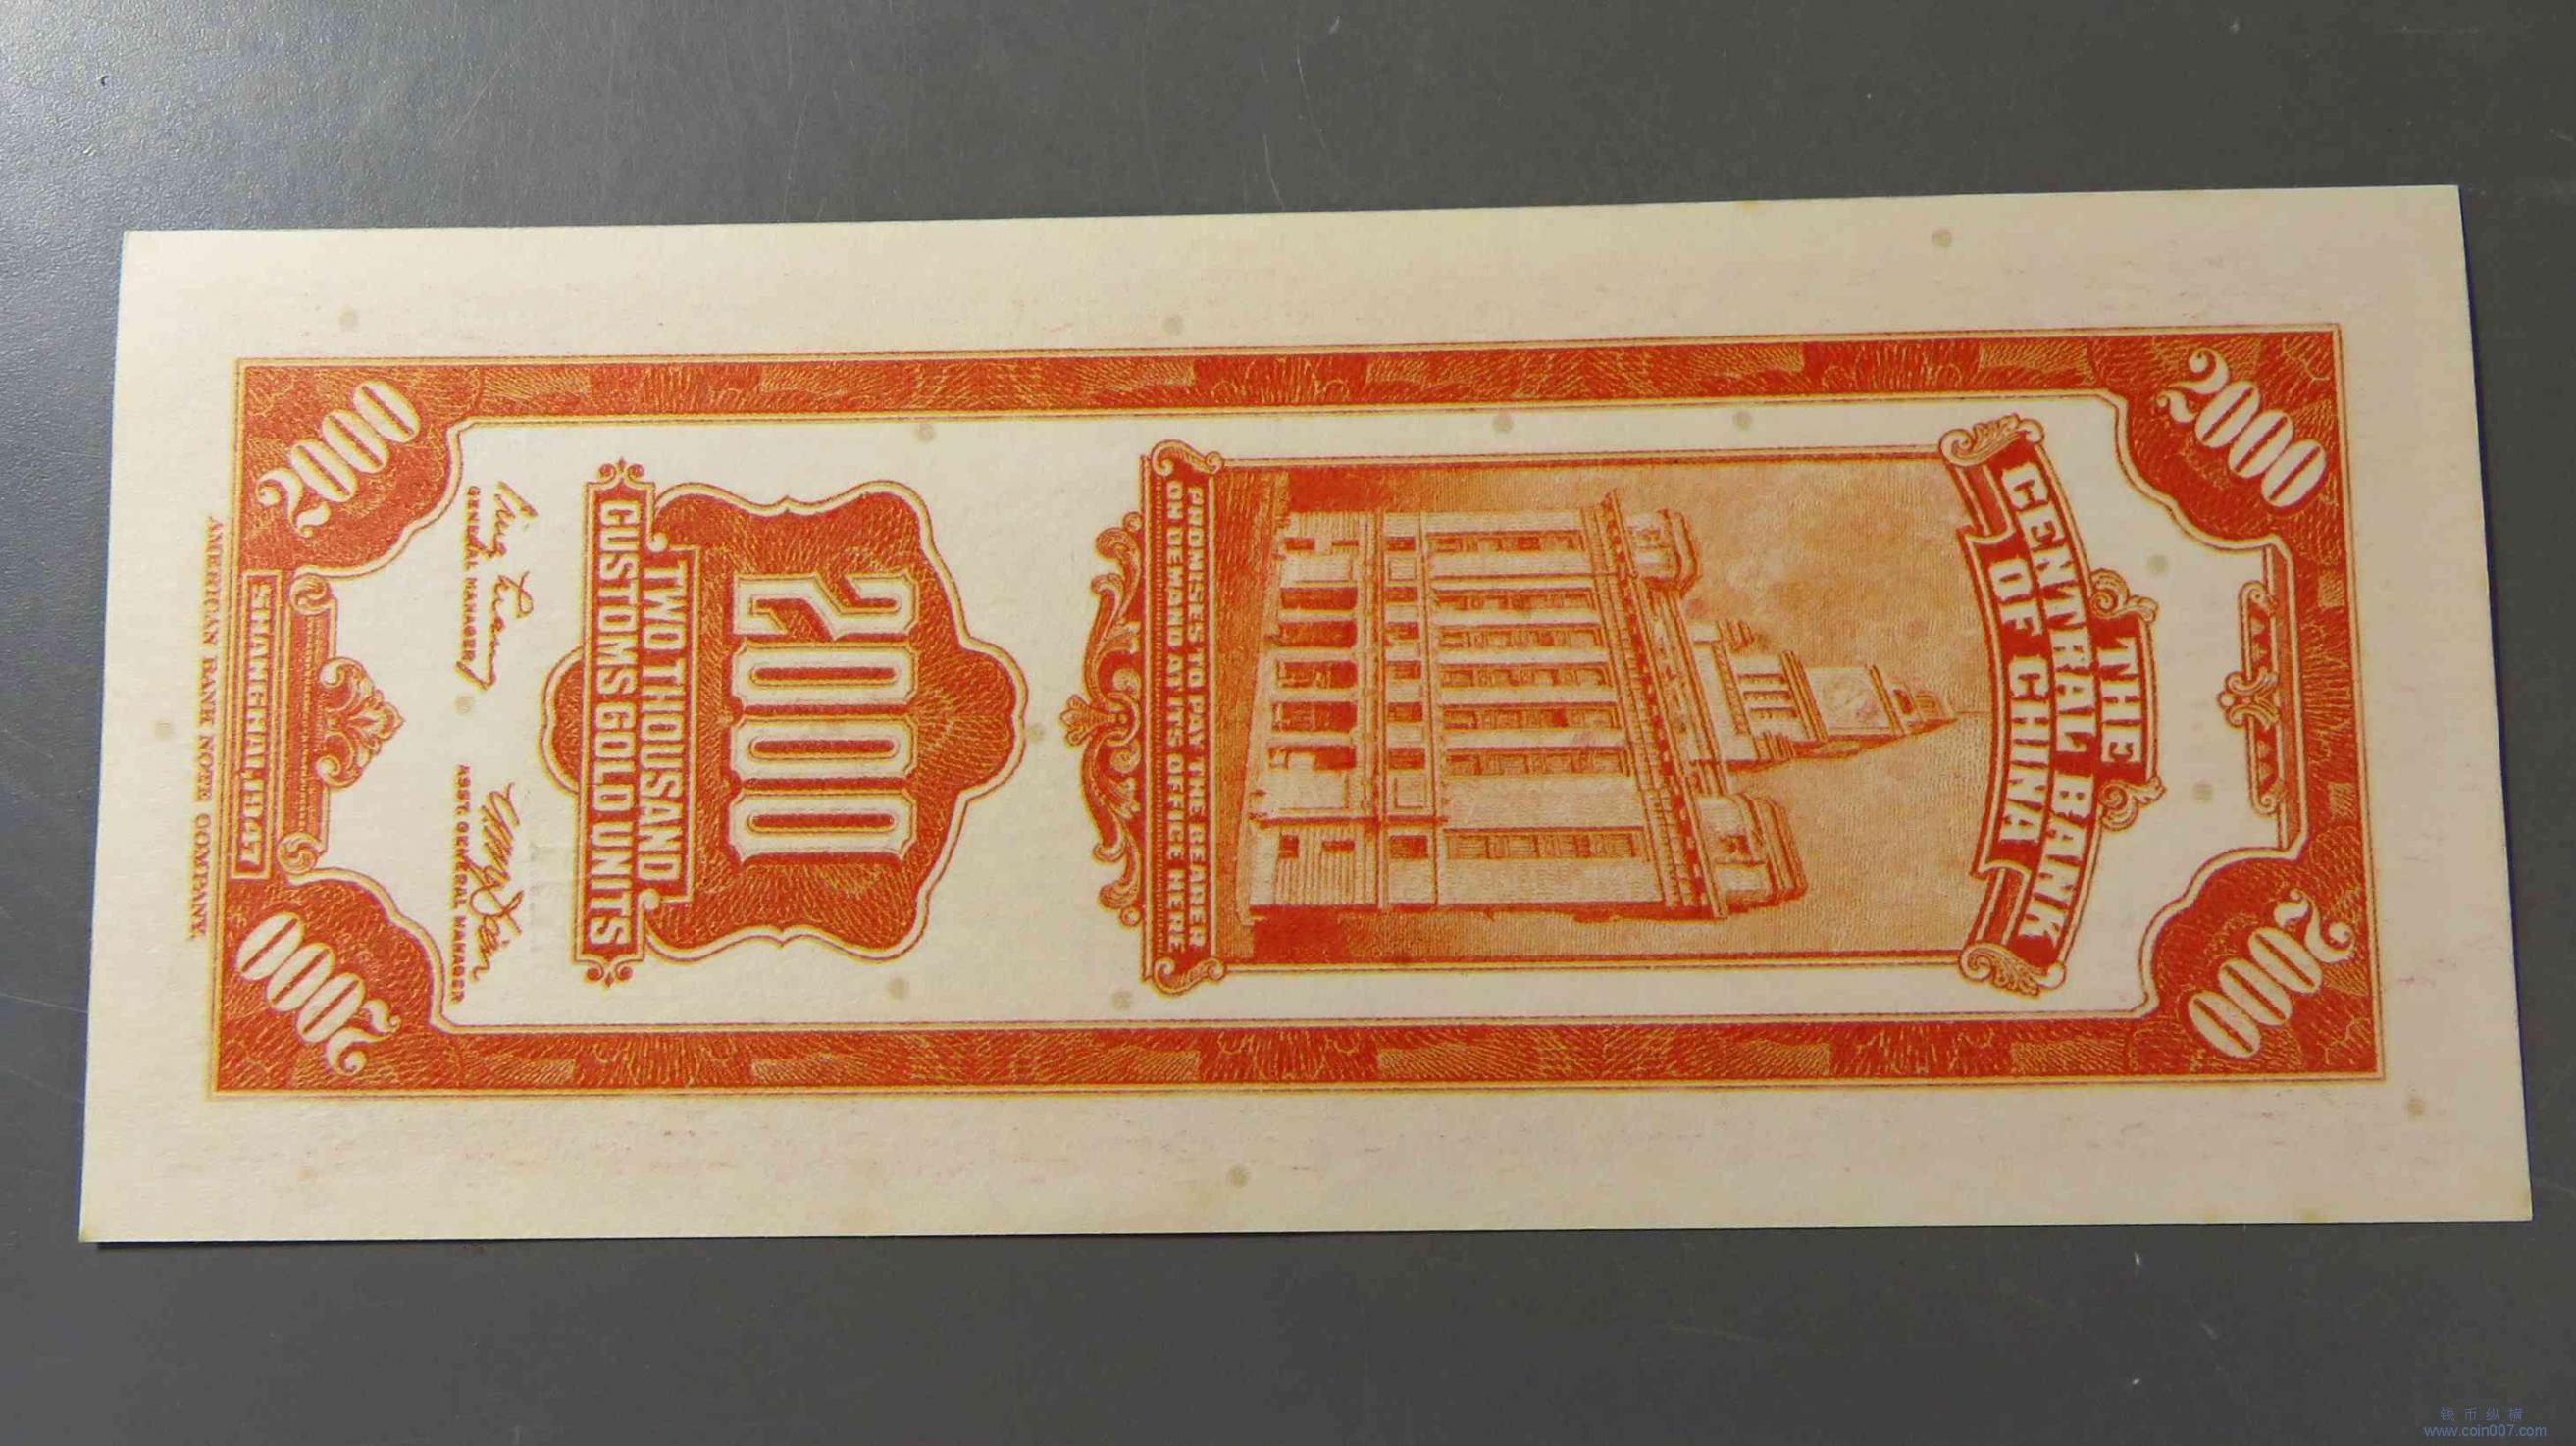 2000
2000
THE
CENTRAL BANK
OF CHINA
PROMISES TO PAY THE BEARER
ON DEMAND AT ITS OFFICE HERE
2000
TWO THOUSAND
CUSTOMS GOLD UNITS
GENERAL MANAGER
ASST. GENERAL MANAGER
2000
SHANGHAI, 1947
2000
AMERICAN BANK NOTE COMPANY.
钱币纵横
www.coin007.com